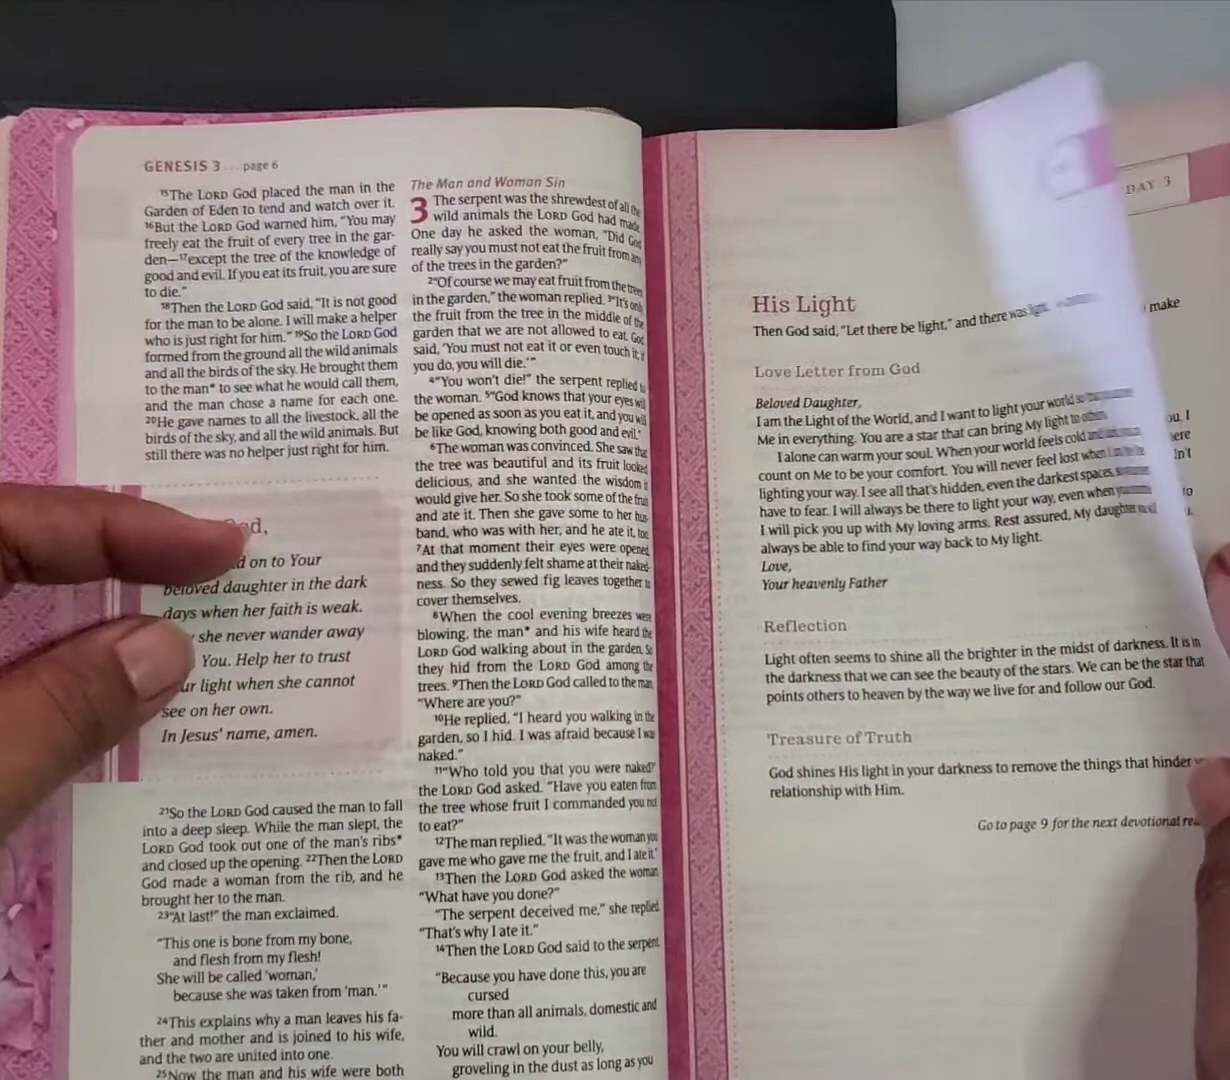 GENESIS 3 ... page 6
15The LORD God placed the man in the
Garden of Eden to tend and watch over it.
16But the LORD God warned him, “You may
freely eat the fruit of every tree in the gar-
den—17except the tree of the knowledge of
good and evil. If you eat its fruit, you are sure
to die.”
18Then the LORD God said, “It is not good
for the man to be alone. I will make a helper
who is just right for him.” 19So the LORD God
formed from the ground all the wild animals
and all the birds of the sky. He brought them
to the man* to see what he would call them,
and the man chose a name for each one.
20He gave names to all the livestock, all the
birds of the sky, and all the wild animals. But
still there was no helper just right for him.
on to Your
beloved daughter in the dark
days when her faith is weak.
she never wander away
You. Help her to trust
light when she cannot
see on her own.
In Jesus’ name, amen.
21So the LORD God caused the man to fall
into a deep sleep. While the man slept, the
LORD God took out one of the man’s ribs*
and closed up the opening. 22Then the LORD
God made a woman from the rib, and he
brought her to the man.
23“At last!” the man exclaimed.
“This one is bone from my bone,
and flesh from my flesh!
She will be called ‘woman,’
because she was taken from ‘man.’”
24This explains why a man leaves his fa-
ther and mother and is joined to his wife,
and the two are united into one.
25Now the man and his wife were both
The Man and Woman Sin
3 The serpent was the shrewdest of all the
wild animals the LORD God had made.
One day he asked the woman, “Did God
really say you must not eat the fruit from any
of the trees in the garden?”
2“Of course we may eat fruit from the trees
in the garden,” the woman replied. 3“It’s only
the fruit from the tree in the middle of the
garden that we are not allowed to eat. God
said, ‘You must not eat it or even touch it; if
you do, you will die.’”
4“You won’t die!” the serpent replied to
the woman. 5“God knows that your eyes will
be opened as soon as you eat it, and you will
be like God, knowing both good and evil.”
6The woman was convinced. She saw that
the tree was beautiful and its fruit looked
delicious, and she wanted the wisdom it
would give her. So she took some of the fruit
and ate it. Then she gave some to her hus-
band, who was with her, and he ate it, too.
7At that moment their eyes were opened,
and they suddenly felt shame at their naked-
ness. So they sewed fig leaves together to
cover themselves.
8When the cool evening breezes were
blowing, the man* and his wife heard the
LORD God walking about in the garden. So
they hid from the LORD God among the
trees. 9Then the LORD God called to the man,
“Where are you?”
10He replied, “I heard you walking in the
garden, so I hid. I was afraid because I was
naked.”
11“Who told you that you were naked?”
the LORD God asked. “Have you eaten from
the tree whose fruit I commanded you not
to eat?”
12The man replied, “It was the woman you
gave me who gave me the fruit, and I ate it.”
13Then the LORD God asked the woman,
“What have you done?”
“The serpent deceived me,” she replied.
“That’s why I ate it.”
14Then the LORD God said to the serpent,
“Because you have done this, you are
cursed
more than all animals, domestic and
wild.
You will crawl on your belly,
groveling in the dust as long as you
DAY 3
His Light
Then God said, “Let there be light,” and there was light. make
Love Letter from God
Beloved Daughter,
I am the Light of the World, and I want to light your world
Me in everything. You are a star that can bring My light to others I
I alone can warm your soul. When your world feels cold
count on Me to be your comfort. You will never feel lost when
lighting your way. I see all that’s hidden, even the darkest spaces,
have to fear. I will always be there to light your way, even when to
I will pick you up with My loving arms. Rest assured, My daughter
always be able to find your way back to My light.
Love,
Your heavenly Father
Reflection
Light often seems to shine all the brighter in the midst of darkness. It is in
the darkness that we can see the beauty of the stars. We can be the star that
points others to heaven by the way we live for and follow our God.
Treasure of Truth
God shines His light in your darkness to remove the things that hinder
relationship with Him.
Go to page 9 for the next devotional